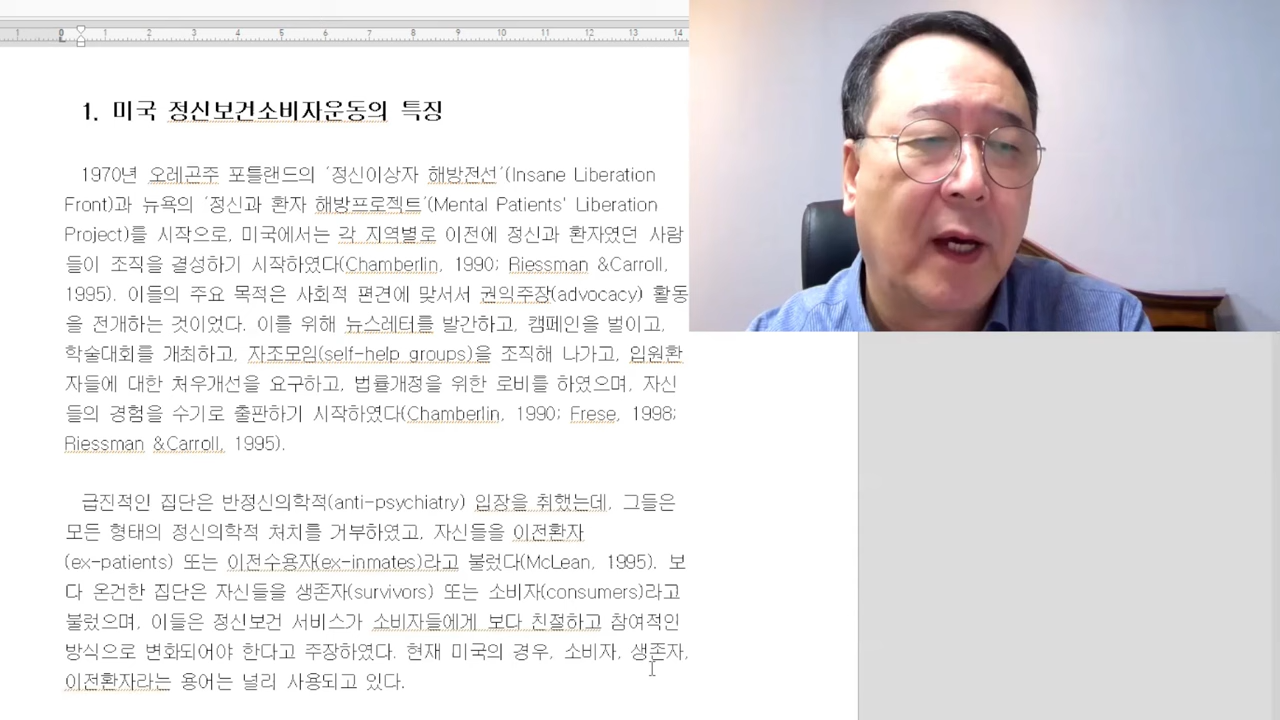 1 0 1 2 3 4 5 6 7 8 9 10 11 12 13 14
1. 미국 정신보건소비자운동의 특징
1970년 오레곤주 포틀랜드의 '정신이상자 해방전선'(Insane Liberation
Front)과 뉴욕의 '정신과 환자 해방프로젝트'(Mental Patients' Liberation
Project)를 시작으로, 미국에서는 각 지역별로 이전에 정신과 환자였던 사람
들이 조직을 결성하기 시작하였다(Chamberlin, 1990; Riessman &Carroll,
1995). 이들의 주요 목적은 사회적 편견에 맞서서 권익주장(advocacy) 활동
을 전개하는 것이었다. 이를 위해 뉴스레터를 발간하고, 캠페인을 벌이고,
학술대회를 개최하고, 자조모임(self-help groups)을 조직해 나가고, 입원환
자들에 대한 처우개선을 요구하고, 법률개정을 위한 로비를 하였으며, 자신
들의 경험을 수기로 출판하기 시작하였다(Chamberlin, 1990; Frese, 1998;
Riessman &Carroll, 1995).
급진적인 집단은 반정신의학적(anti-psychiatry) 입장을 취했는데, 그들은
모든 형태의 정신의학적 처치를 거부하였고, 자신들을 이전환자
(ex-patients) 또는 이전수용자(ex-inmates)라고 불렀다(McLean, 1995). 보
다 온건한 집단은 자신들을 생존자(survivors) 또는 소비자(consumers)라고
불렀으며, 이들은 정신보건 서비스가 소비자들에게 보다 친절하고 참여적인
방식으로 변화되어야 한다고 주장하였다. 현재 미국의 경우, 소비자, 생존자,
이전환자라는 용어는 널리 사용되고 있다.